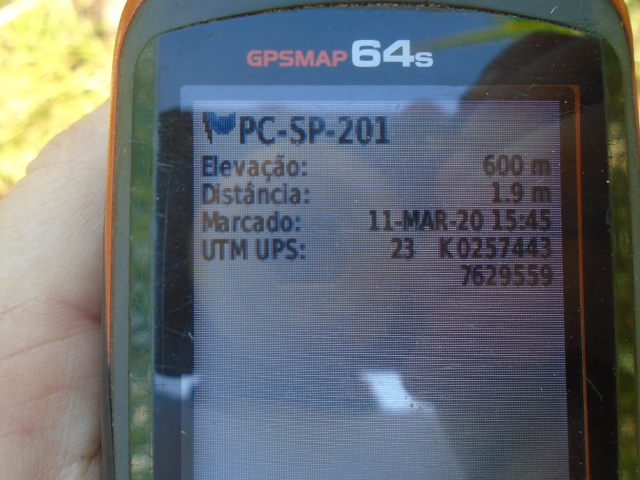 GPSMAP 64s
PC-SP-201
Elevação: 600 m
Distância: 1.9 m
Marcado: 11-MAR-20 15:45
UTM UPS: 23 K0257443
7629559